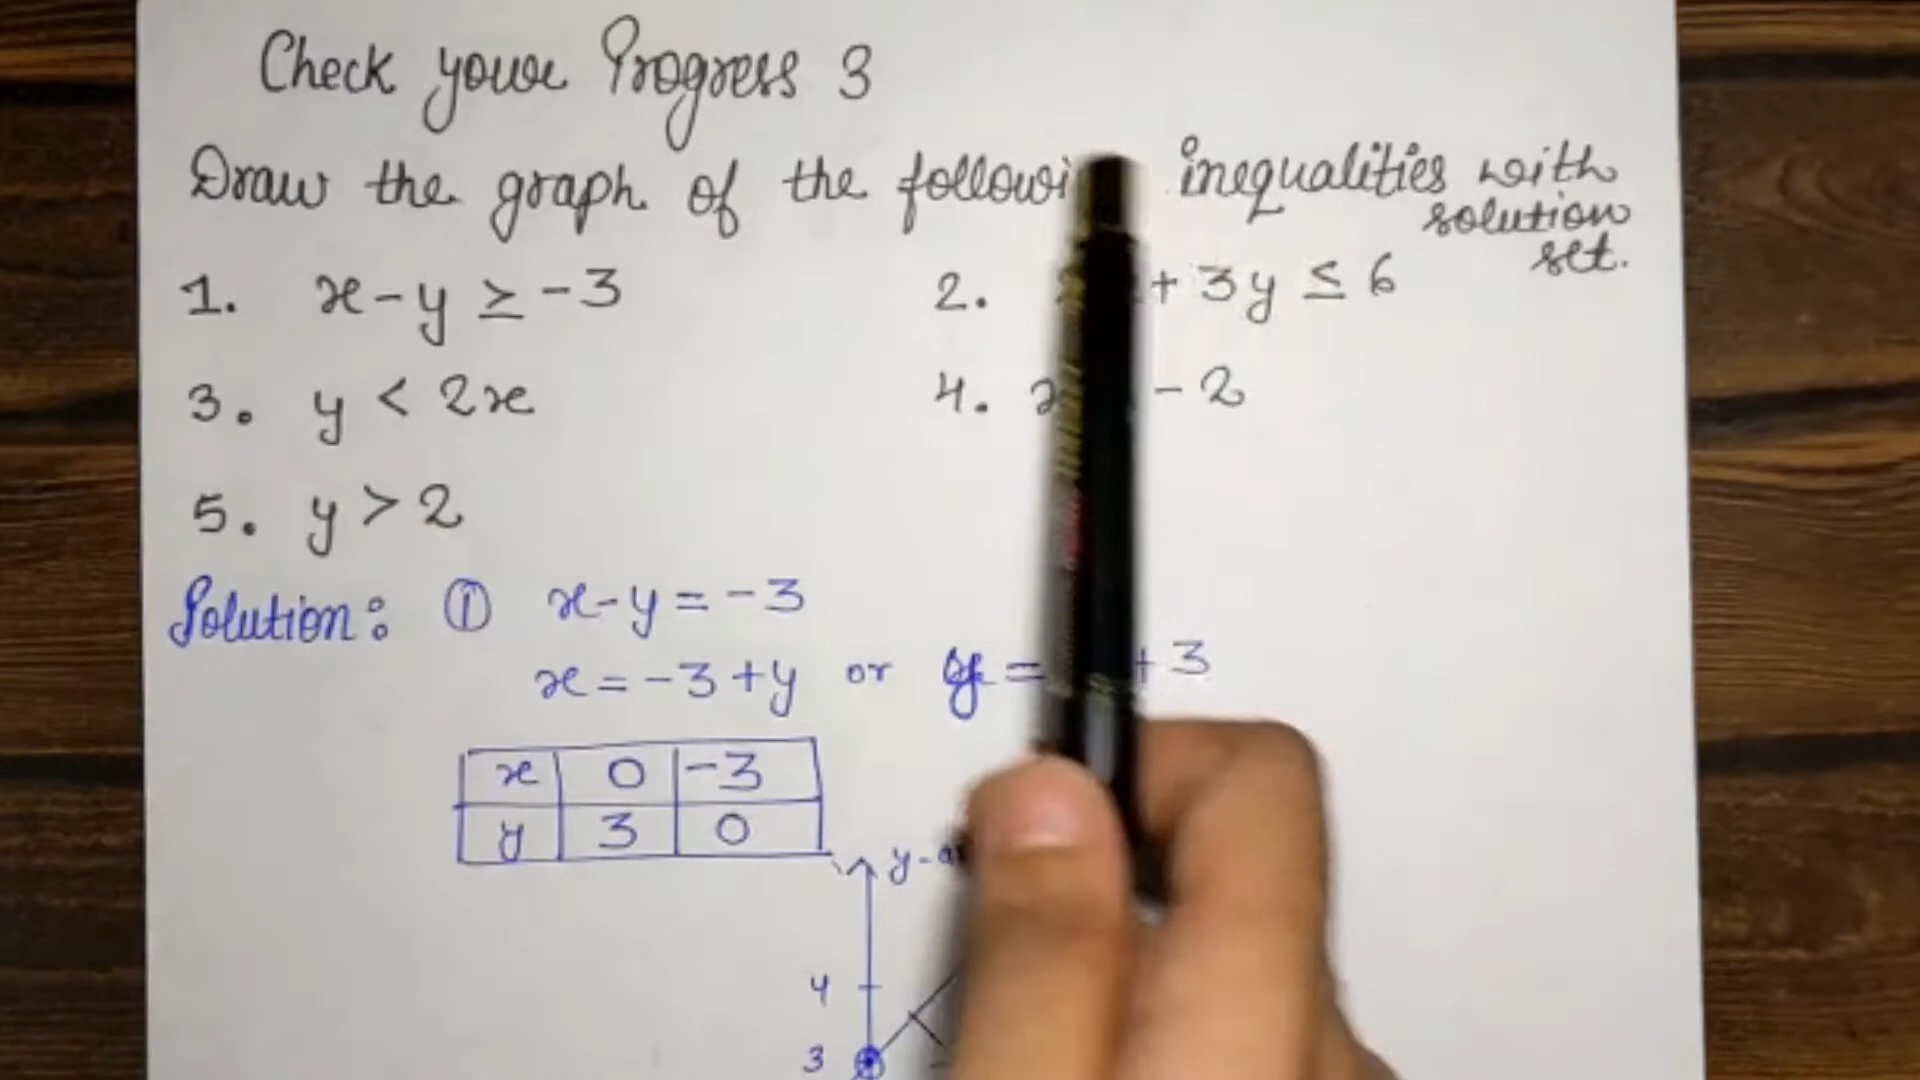 Check your Progress 3
Draw the graph of the inequalities with
solution
set.
1. x - y ≥ -3
2. + 3y ≤ 6
3. y < 2x
4. x - 2
5. y > 2
Solution: ① x - y = -3
x = -3 + y or y = + 3
x 0 -3
y 3 0
y-
4
3